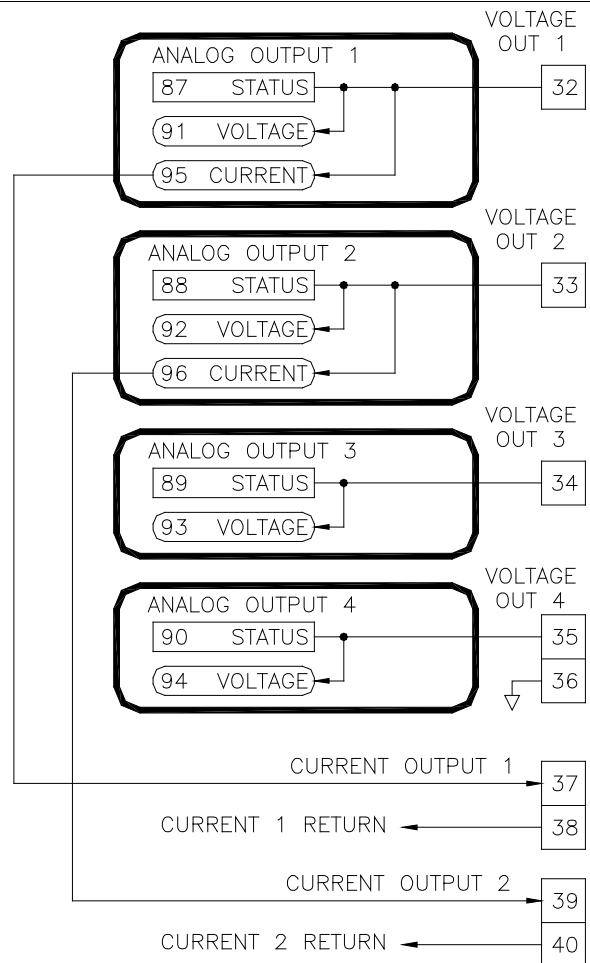 VOLTAGE
OUT 1
ANALOG OUTPUT 1
87 STATUS
32
91 VOLTAGE
95 CURRENT
VOLTAGE
OUT 2
ANALOG OUTPUT 2
88 STATUS
33
92 VOLTAGE
96 CURRENT
VOLTAGE
OUT 3
ANALOG OUTPUT 3
89 STATUS
34
93 VOLTAGE
VOLTAGE
OUT 4
ANALOG OUTPUT 4
90 STATUS
35
94 VOLTAGE
36
CURRENT OUTPUT 1
37
CURRENT 1 RETURN
38
CURRENT OUTPUT 2
39
CURRENT 2 RETURN
40